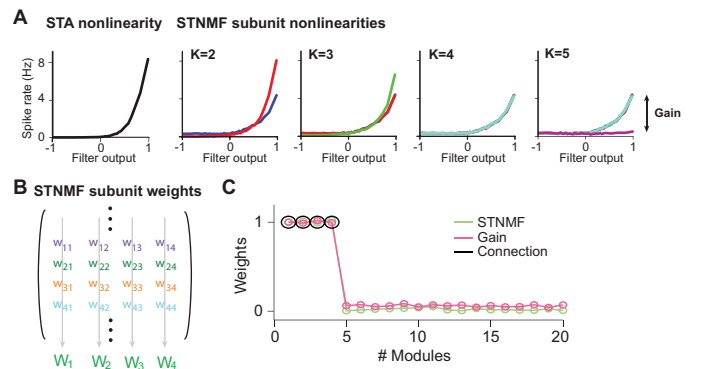 A STA nonlinearity STNMF subunit nonlinearities
K=2 K=3 K=4 K=5
Spike rate (Hz)
8
4
0
Gain
-1 0 1 -1 0 1 -1 0 1 -1 0 1 -1 0 1
Filter output Filter output Filter output Filter output Filter output
B STNMF subunit weights
w11 w12 w13 w14
w21 w22 w23 w24
w31 w32 w33 w34
w41 w42 w43 w44
W1 W2 W3 W4
C
STNMF
Gain
Connection
Weights
1
0
0 5 10 15 20
# Modules